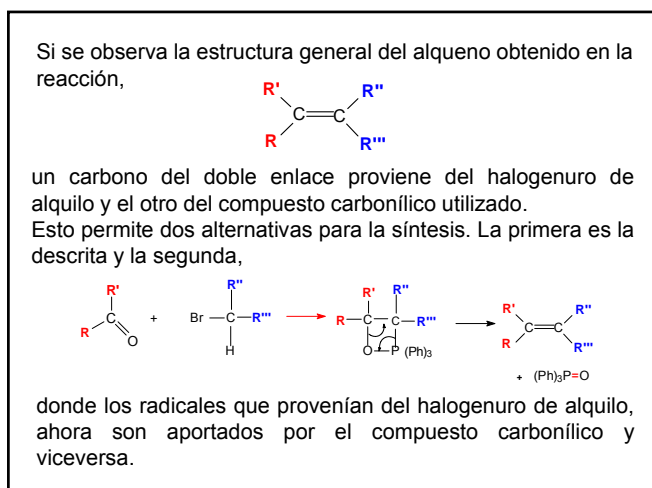 Si se observa la estructura general del alqueno obtenido en la
reacción,
R' R''
C=C
R R'''
un carbono del doble enlace proviene del halogenuro de
alquilo y el otro del compuesto carbonílico utilizado.
Esto permite dos alternativas para la síntesis. La primera es la
descrita y la segunda,
R' R'' R' R'' R' R''
R C O + Br C R''' H R C C R''' O P (Ph)₃ R C=C R'''
+ (Ph)₃P=O
donde los radicales que provenían del halogenuro de alquilo,
ahora son aportados por el compuesto carbonílico y
viceversa.